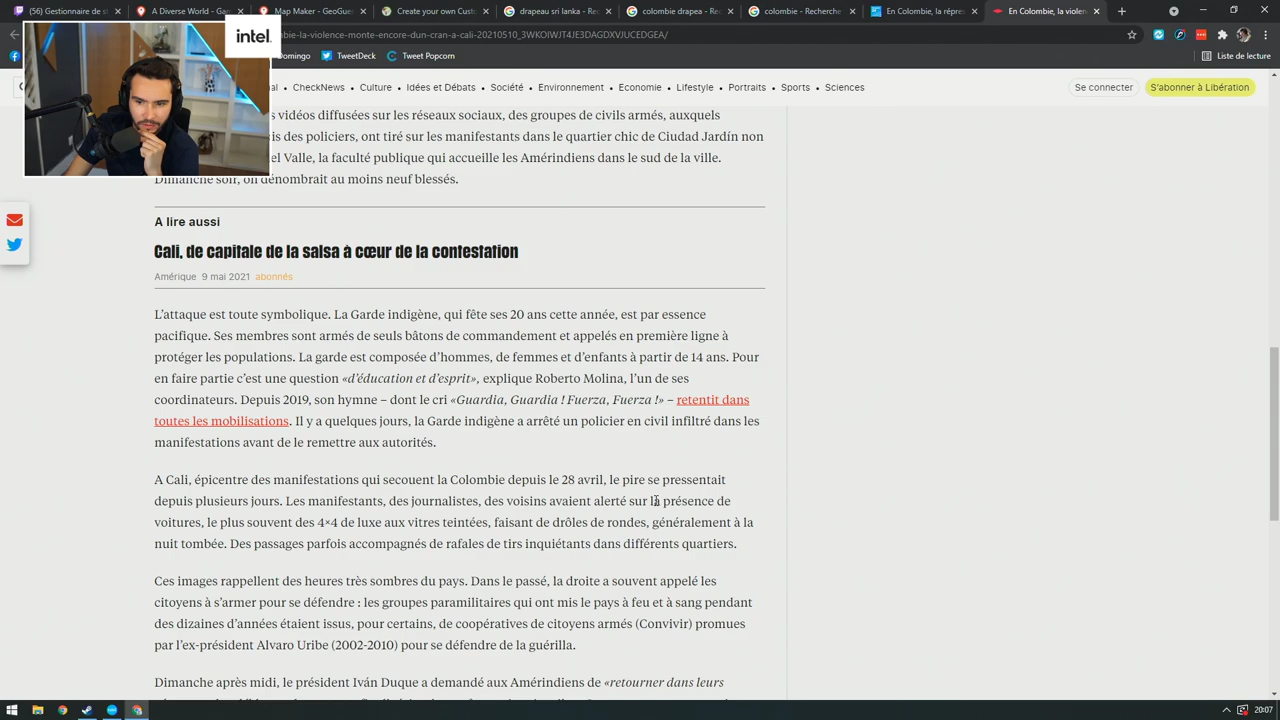 (56) Gestionnaire de s
A Diverse World - G
Map Maker - GeoGue
drapeau sri lankais - Re
colombie drapeau - R
colombie - Recherche
En Colombie, la répre
En Colombie, la violen
intel.
bie-la-violence-monte-encore-dun-cran-a-cali-20210510_3WKOIWJT4JE3DAGDXVJUCEDGEA/
Domingo
TweetDeck
Tweet Popcorn
Liste de lecture
al • CheckNews • Culture • Idées et Débats • Société • Environnement • Economie • Lifestyle • Portraits • Sports • Sciences
Se connecter
S'abonner à Libération
s vidéos diffusées sur les réseaux sociaux, des groupes de civils armés, auxquels
is des policiers, ont tiré sur les manifestants dans le quartier chic de Ciudad Jardín non
el Valle, la faculté publique qui accueille les Amérindiens dans le sud de la ville.
Dimanche soir, on dénombrait au moins neuf blessés.
A lire aussi
Cali, de capitale de la salsa à cœur de la contestation
Amérique 9 mai 2021 abonnés
L'attaque est toute symbolique. La Garde indigène, qui fête ses 20 ans cette année, est par essence
pacifique. Ses membres sont armés de seuls bâtons de commandement et appelés en première ligne à
protéger les populations. La garde est composée d'hommes, de femmes et d'enfants à partir de 14 ans. Pour
en faire partie c'est une question «d'éducation et d'esprit», explique Roberto Molina, l'un de ses
coordinateurs. Depuis 2019, son hymne – dont le cri «Guardia, Guardia ! Fuerza, Fuerza !» – retentit dans
toutes les mobilisations. Il y a quelques jours, la Garde indigène a arrêté un policier en civil infiltré dans les
manifestations avant de le remettre aux autorités.
A Cali, épicentre des manifestations qui secouent la Colombie depuis le 28 avril, le pire se pressentait
depuis plusieurs jours. Les manifestants, des journalistes, des voisins avaient alerté sur la présence de
voitures, le plus souvent des 4×4 de luxe aux vitres teintées, faisant de drôles de rondes, généralement à la
nuit tombée. Des passages parfois accompagnés de rafales de tirs inquiétants dans différents quartiers.
Ces images rappellent des heures très sombres du pays. Dans le passé, la droite a souvent appelé les
citoyens à s'armer pour se défendre : les groupes paramilitaires qui ont mis le pays à feu et à sang pendant
des dizaines d'années étaient issus, pour certains, de coopératives de citoyens armés (Convivir) promues
par l'ex-président Alvaro Uribe (2002-2010) pour se défendre de la guérilla.
Dimanche après midi, le président Iván Duque a demandé aux Amérindiens de «retourner dans leurs
20:07